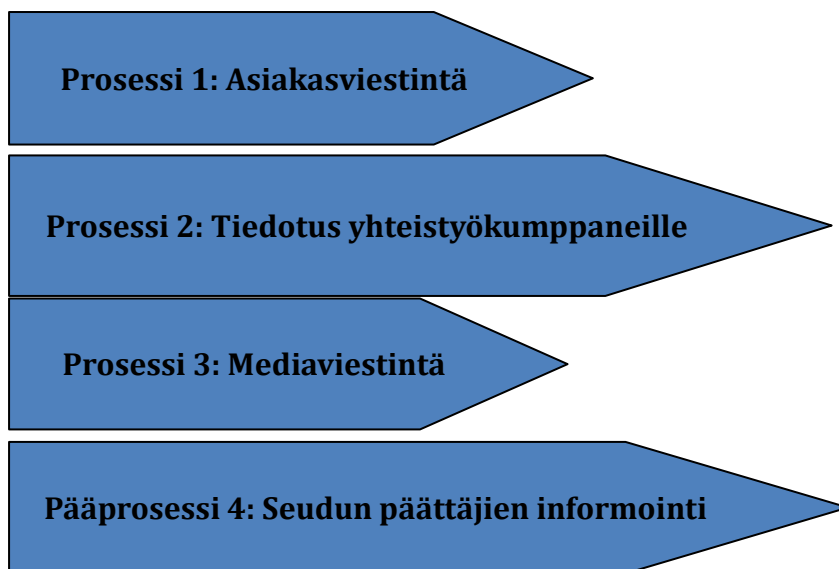 Prosessi 1: Asiakasviestintä
Prosessi 2: Tiedotus yhteistyökumppaneille
Prosessi 3: Mediaviestintä
Pääprosessi 4: Seudun päättäjien informointi